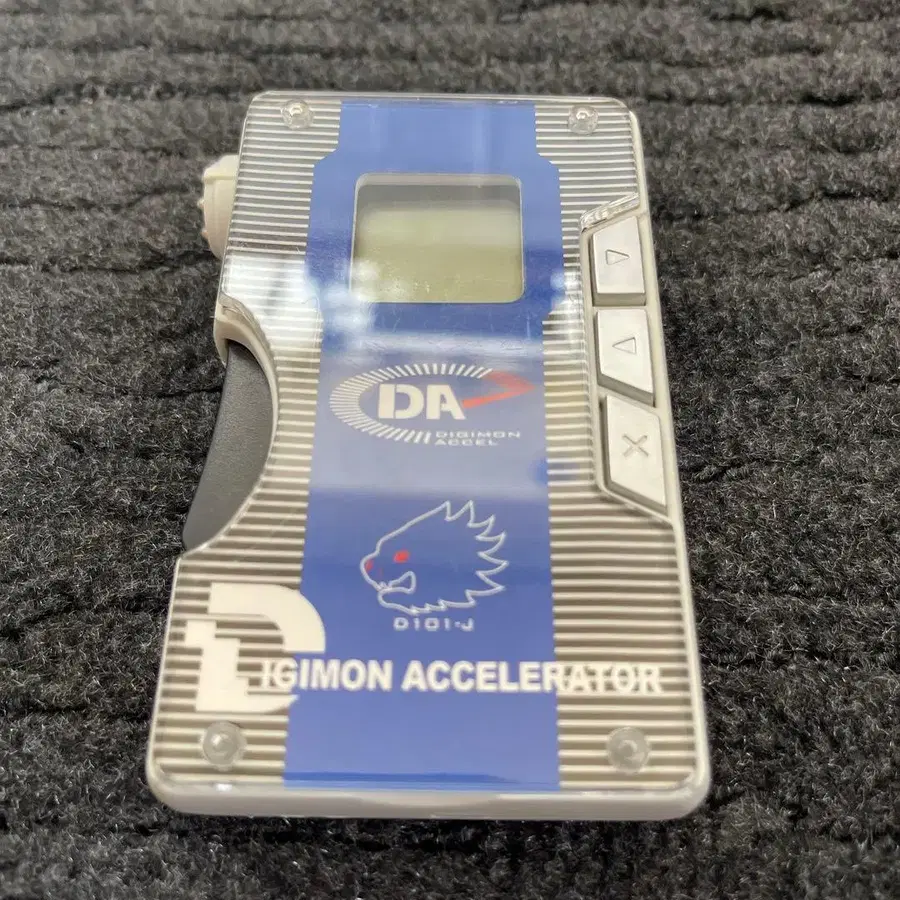 DA
DIGIMON
ACCEL
D101-J
DIGIMON ACCELERATOR